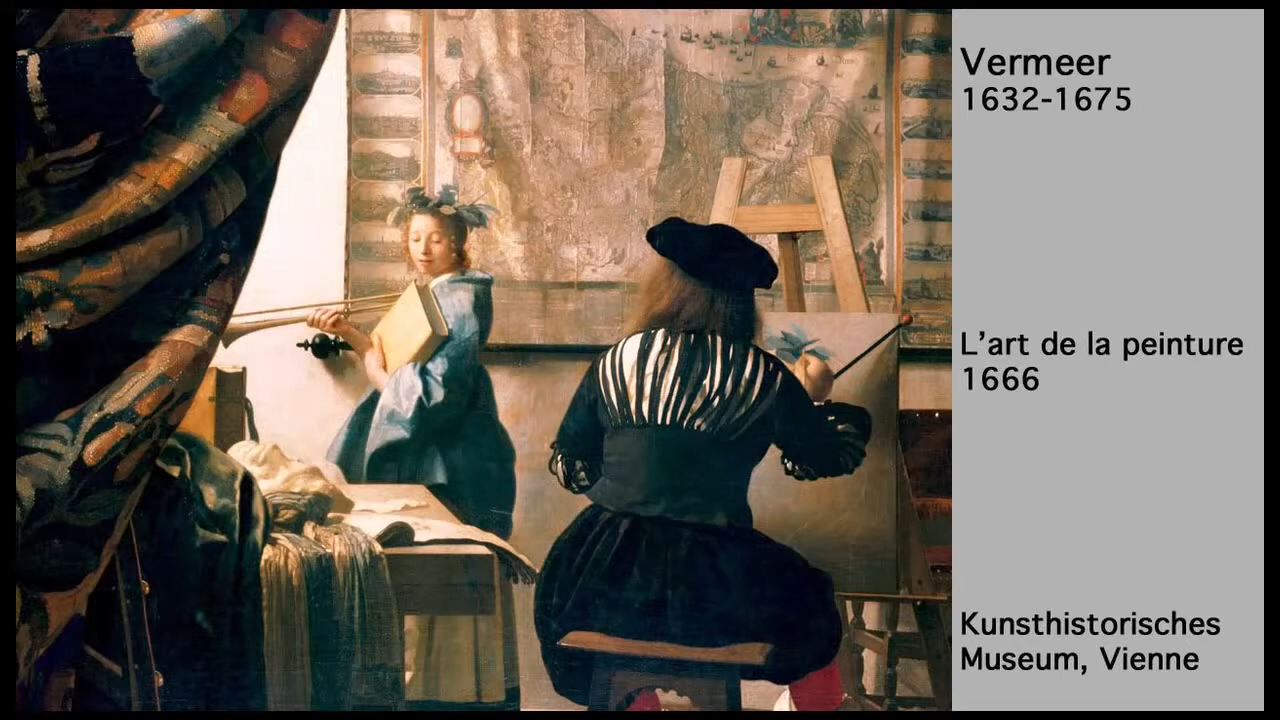 Vermeer
1632-1675
L'art de la peinture
1666
Kunsthistorisches
Museum, Vienne